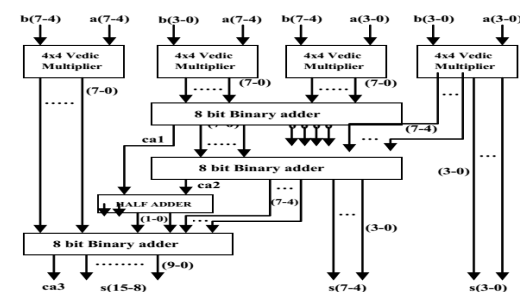 b(7-4) a(7-4) b(3-0) a(7-4) b(7-4) a(3-0) b(3-0) a(3-0)
4x4 Vedic Multiplier
4x4 Vedic Multiplier
4x4 Vedic Multiplier
4x4 Vedic Multiplier
(7-0) (7-0) (7-0)
8 bit Binary adder
(7-4)
ca1
8 bit Binary adder
(3-0)
ca2
HALF ADDER
(7-4)
(1-0)
(3-0)
8 bit Binary adder
(9-0)
ca3 s(15-8) s(7-4) s(3-0)